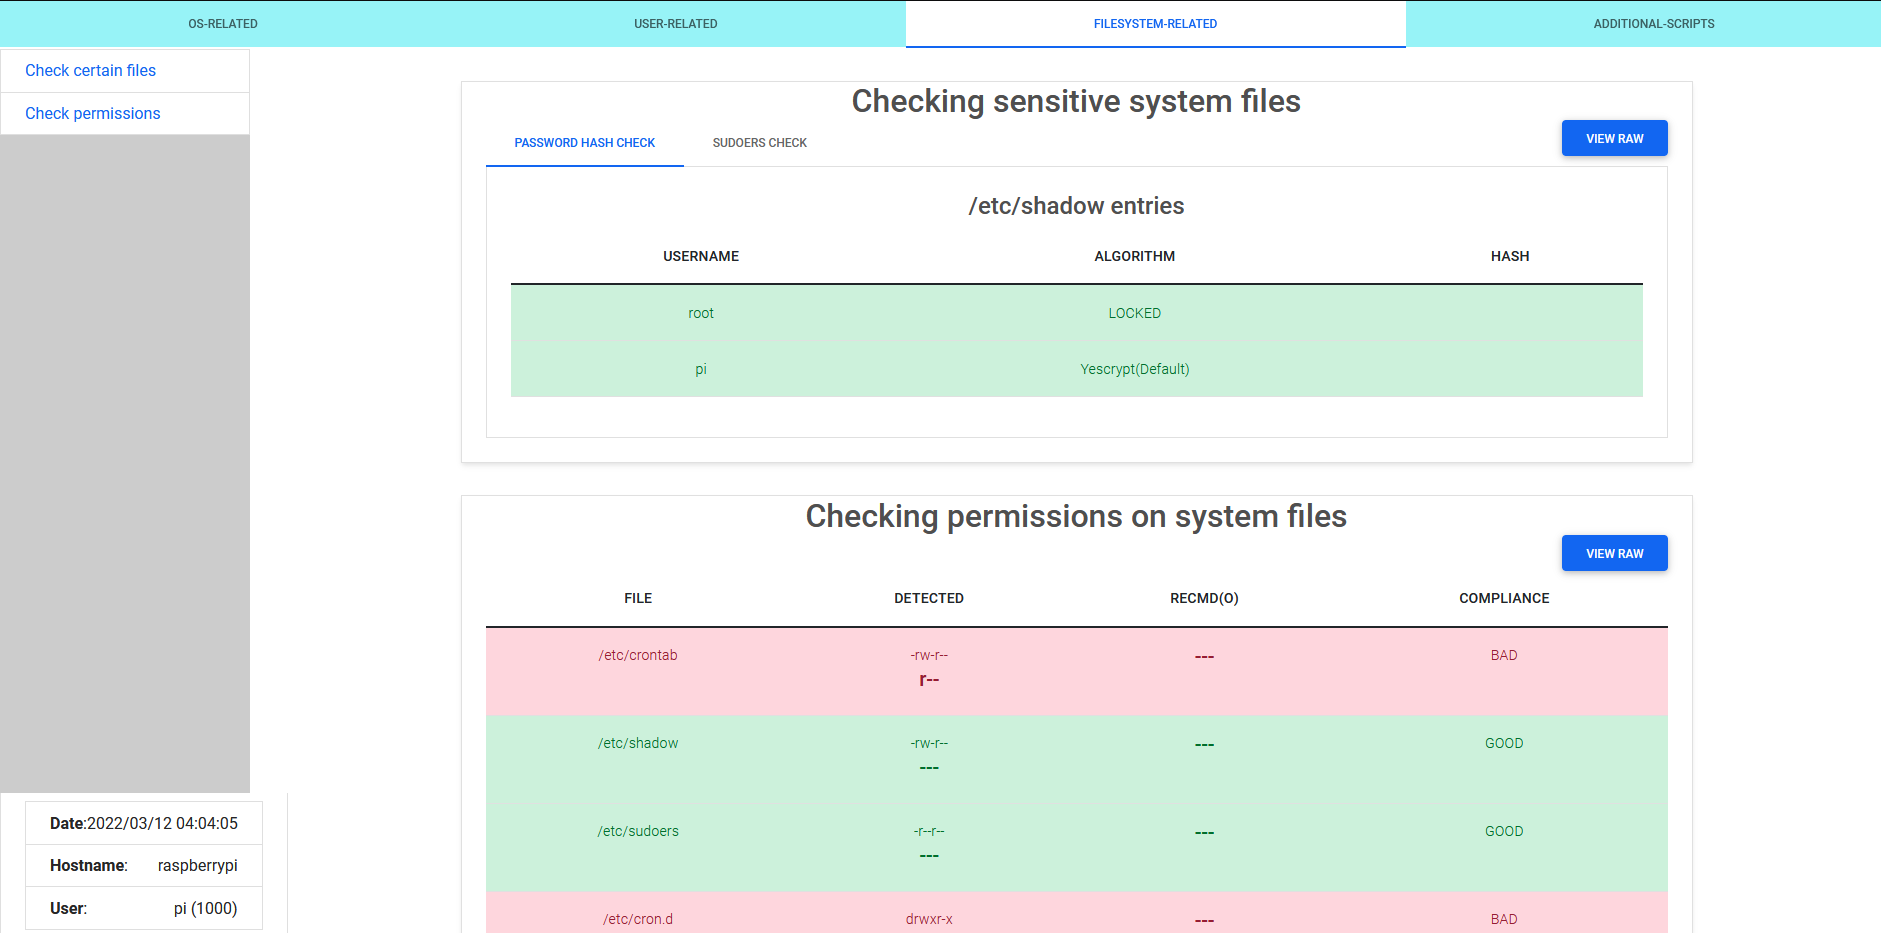 OS-RELATED USER-RELATED FILESYSTEM-RELATED ADDITIONAL-SCRIPTS
Check certain files
Check permissions
Checking sensitive system files
PASSWORD HASH CHECK SUDOERS CHECK VIEW RAW
/etc/shadow entries
USERNAME ALGORITHM HASH
root LOCKED
pi Yescrypt(Default)
Checking permissions on system files
VIEW RAW
FILE DETECTED RECMD(O) COMPLIANCE
/etc/crontab -rw-r-- --- BAD
r--
/etc/shadow -rw-r-- --- GOOD
---
/etc/sudoers -r--r-- --- GOOD
---
/etc/cron.d drwxr-x --- BAD
Date:2022/03/12 04:04:05
Hostname: raspberrypi
User: pi (1000)